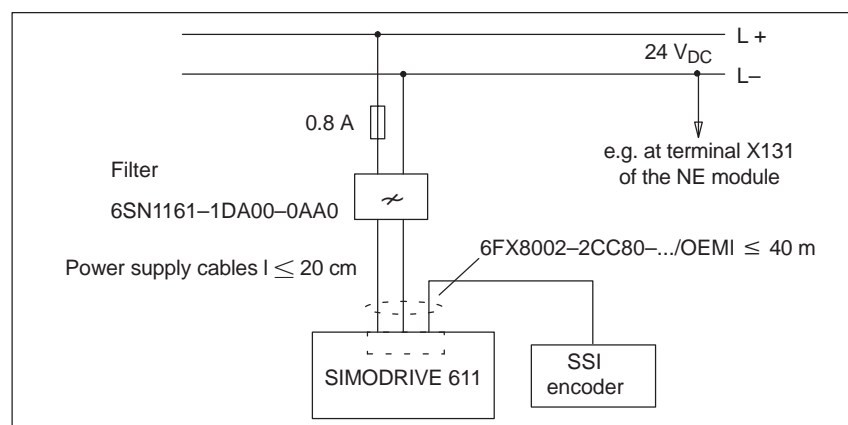 L +
24 VDC
L–
0.8 A
e.g. at terminal X131
of the NE module
Filter
6SN1161–1DA00–0AA0
6FX8002–2CC80–.../OEMI ≤ 40 m
Power supply cables l ≤ 20 cm
SIMODRIVE 611
SSI
encoder